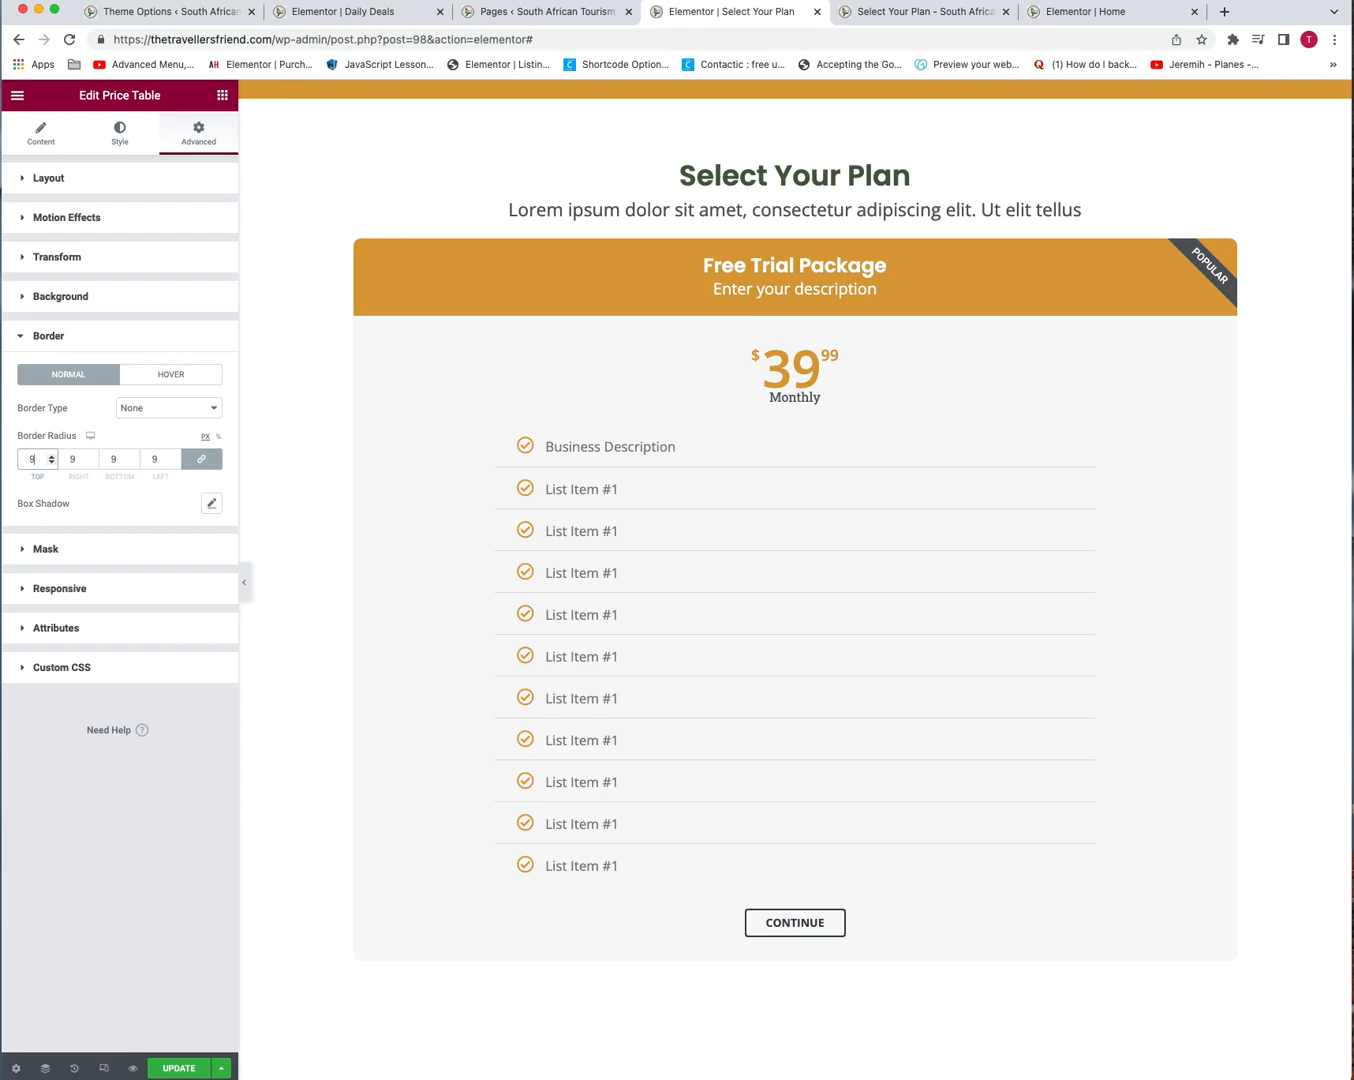 Theme Options ‹ South African
Elementor | Daily Deals
Pages ‹ South African Tourism
Elementor | Select Your Plan
Select Your Plan - South Africa
Elementor | Home
https://thetravellersfriend.com/wp-admin/post.php?post=98&action=elementor#
T
Apps
Advanced Menu,...
AH Elementor | Purch...
JavaScript Lesson...
Elementor | Listin...
C Shortcode Option...
C Contactic : free u...
Accepting the Go...
Preview your web...
Q (1) How do I back...
Jeremih - Planes -...
»
Edit Price Table
Content
Style
Advanced
Layout
Motion Effects
Transform
Background
Border
NORMAL
HOVER
Border Type
None
Border Radius
PX %
9 9 9 9
TOP RIGHT BOTTOM LEFT
Box Shadow
Mask
Responsive
Attributes
Custom CSS
Need Help ?
UPDATE
Select Your Plan
Lorem ipsum dolor sit amet, consectetur adipiscing elit. Ut elit tellus
Free Trial Package
Enter your description
POPULAR
$39 99
Monthly
Business Description
List Item #1
List Item #1
List Item #1
List Item #1
List Item #1
List Item #1
List Item #1
List Item #1
List Item #1
List Item #1
CONTINUE